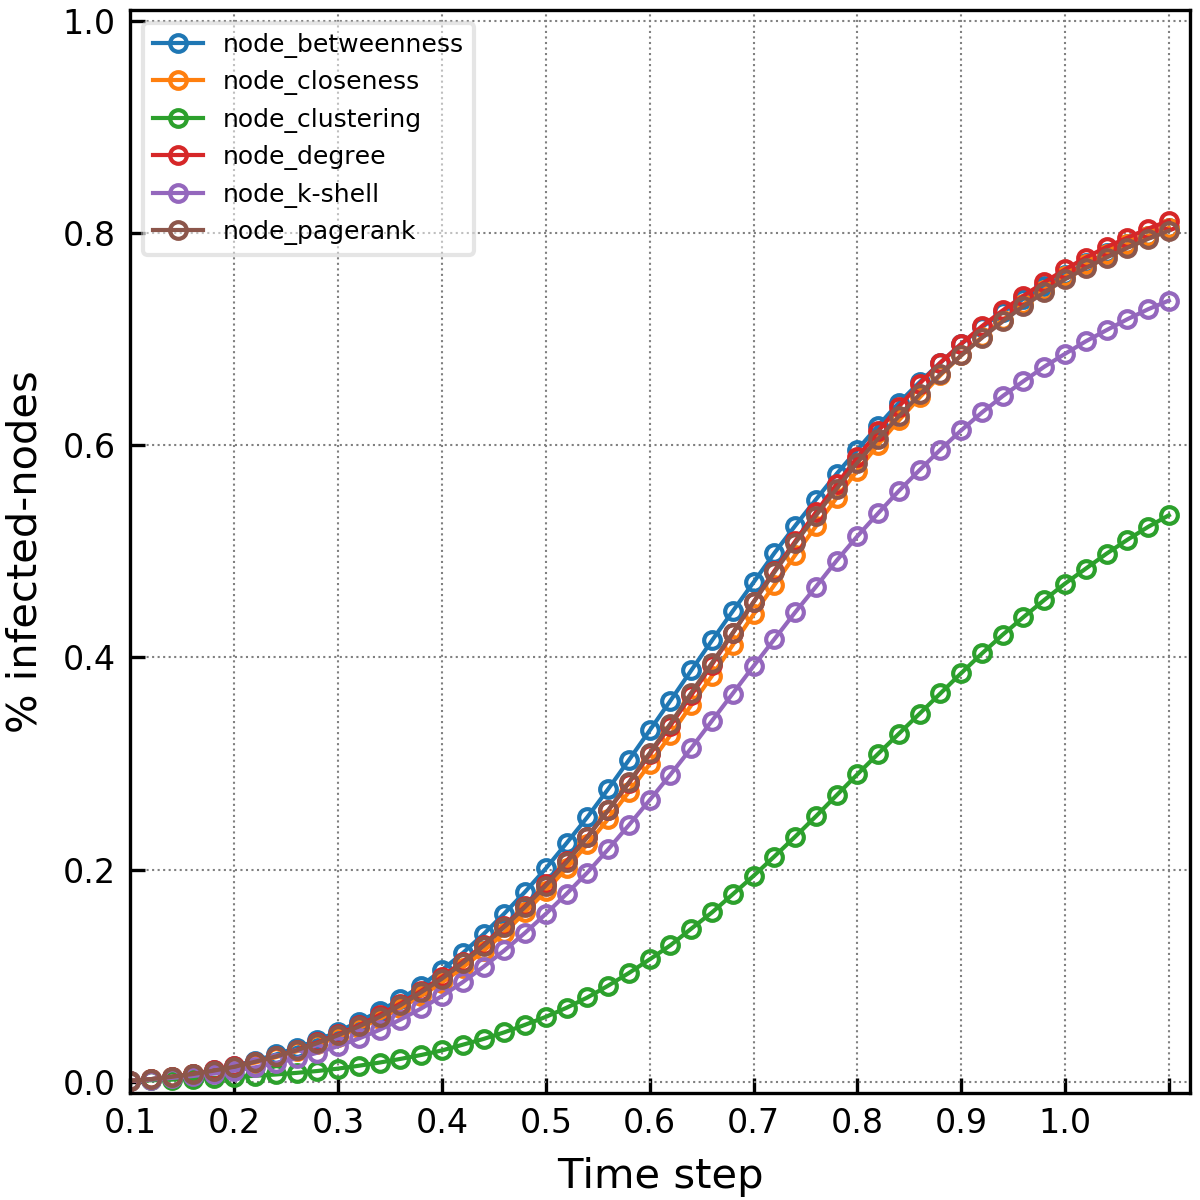 1.0
0.8
0.6
0.4
0.2
0.0
% infected-nodes
node_betweenness
node_closeness
node_clustering
node_degree
node_k-shell
node_pagerank
0.1 0.2 0.3 0.4 0.5 0.6 0.7 0.8 0.9 1.0
Time step